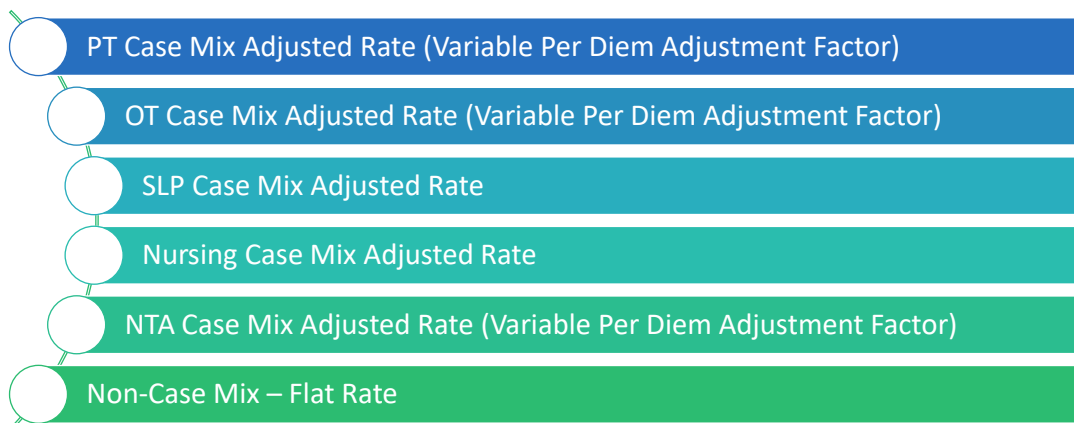 PT Case Mix Adjusted Rate (Variable Per Diem Adjustment Factor)
OT Case Mix Adjusted Rate (Variable Per Diem Adjustment Factor)
SLP Case Mix Adjusted Rate
Nursing Case Mix Adjusted Rate
NTA Case Mix Adjusted Rate (Variable Per Diem Adjustment Factor)
Non-Case Mix – Flat Rate